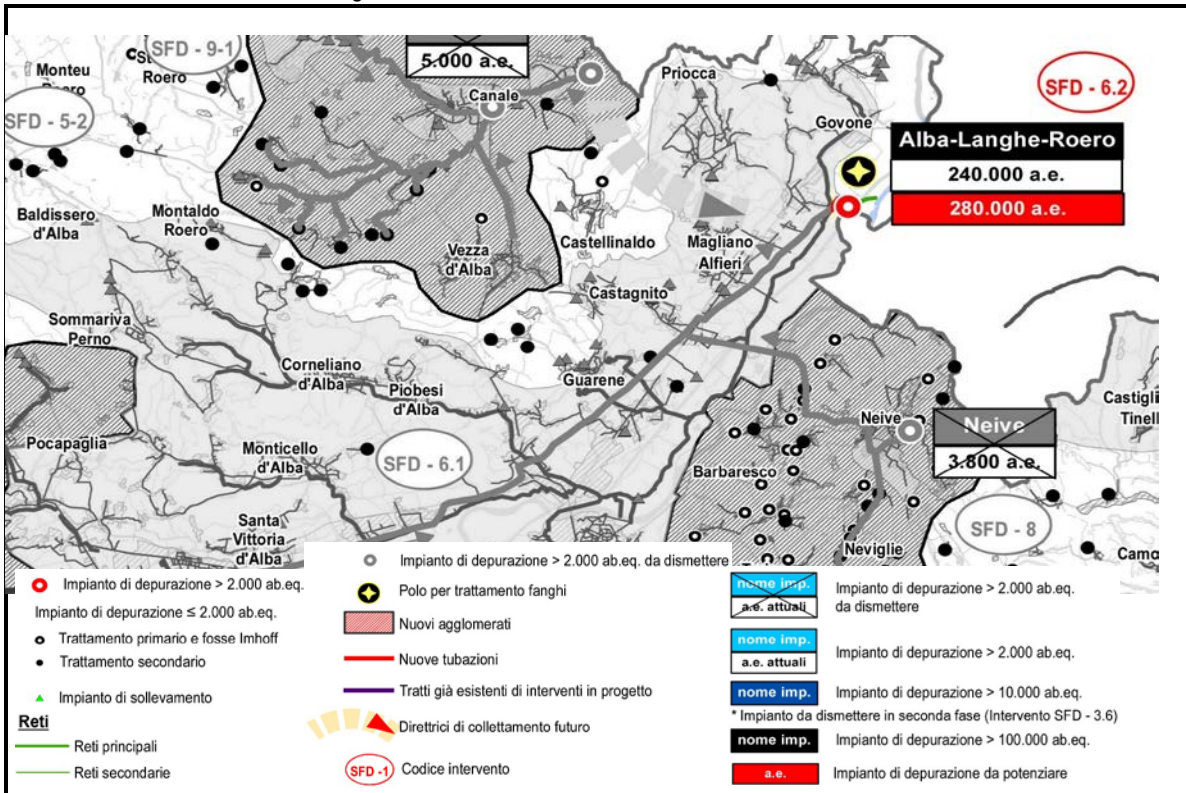 SFD - 9-1
Roero
Monteu
SFD - 5-2
5.000 a.e.
Canale
Priocca
SFD - 6.2
Govone
Alba-Langhe-Roero
240.000 a.e.
280.000 a.e.
Baldissero
d'Alba
Montaldo
Roero
Vezza
d'Alba
Castellinaldo
Magliano
Alfieri
Castagnito
Sommariva
Perno
Corneliano
d'Alba
Piobesi
d'Alba
Guarene
Castigli
Tinell
Neive
Neive
3.800 a.e.
Pocapaglia
Monticello
d'Alba
SFD - 6.1
Barbaresco
SFD - 8
Santa
Vittoria
d'Alba
Neviglie
Camo
Impianto di depurazione > 2.000 ab.eq.
Impianto di depurazione ≤ 2.000 ab.eq.
Trattamento primario e fosse Imhoff
Trattamento secondario
Impianto di sollevamento
Reti
Reti principali
Reti secondarie
Impianto di depurazione > 2.000 ab.eq. da dismettere
Polo per trattamento fanghi
Nuovi agglomerati
Nuove tubazioni
Tratti già esistenti di interventi in progetto
Direttrici di collettamento futuro
SFD -1 Codice intervento
nome imp.
a.e. attuali
Impianto di depurazione > 2.000 ab.eq.
da dismettere
nome imp.
a.e. attuali
Impianto di depurazione > 2.000 ab.eq.
nome imp. Impianto di depurazione > 10.000 ab.eq.
* Impianto da dismettere in seconda fase (Intervento SFD - 3.6)
nome imp. Impianto di depurazione > 100.000 ab.eq.
a.e. Impianto di depurazione da potenziare